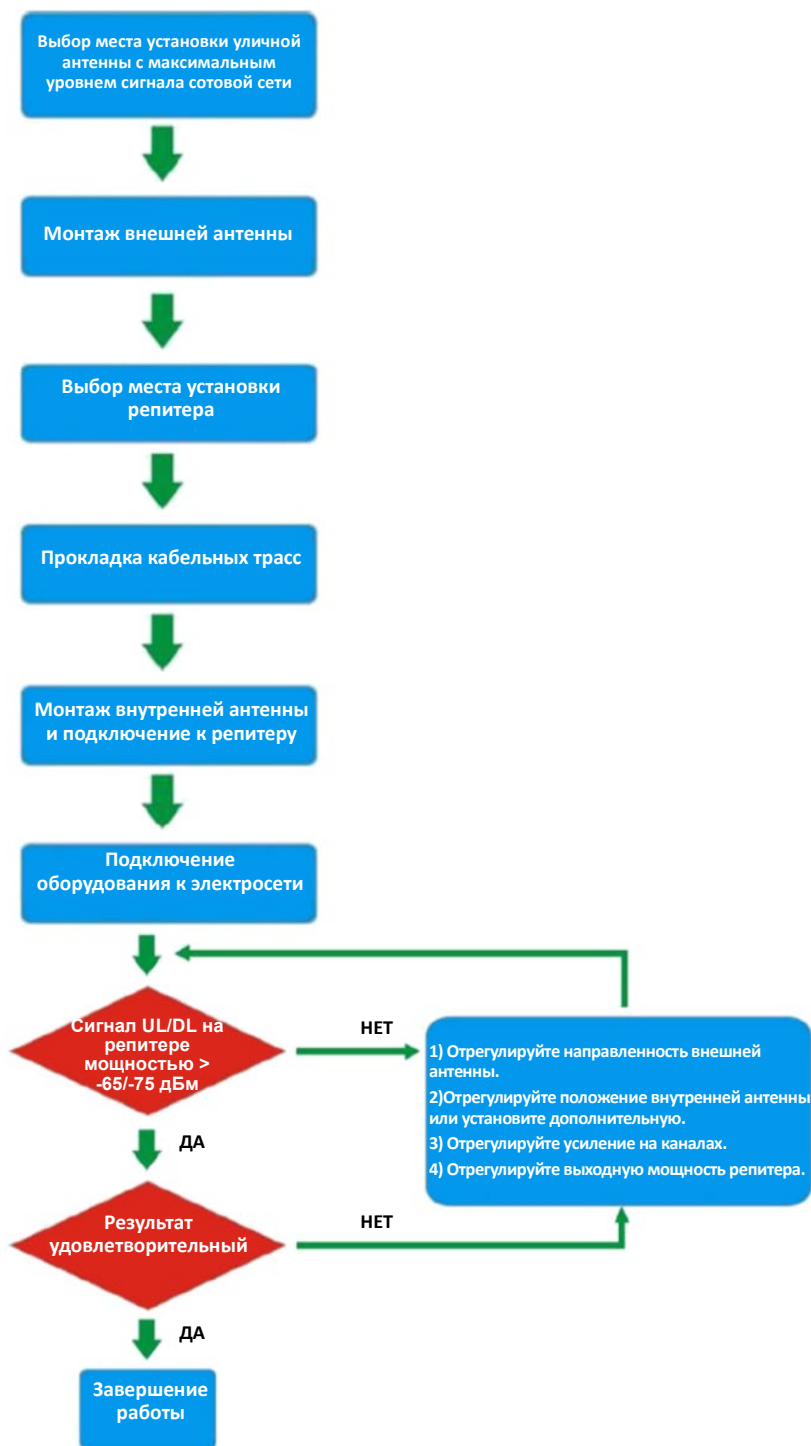 Выбор места установки уличной
антенны с максимальным
уровнем сигнала сотовой сети
Монтаж внешней антенны
Выбор места установки
репитера
Прокладка кабельных трасс
Монтаж внутренней антенны
и подключение к репитеру
Подключение
оборудования к электросети
Сигнал UL/DL на
репитере
мощностью >
-65/-75 дБм
НЕТ
1) Отрегулируйте направленность внешней
антенны.
2)Отрегулируйте положение внутренней антенны
или установите дополнительную.
3) Отрегулируйте усиление на каналах.
4) Отрегулируйте выходную мощность репитера.
ДА
Результат
удовлетворительный
НЕТ
ДА
Завершение
работы